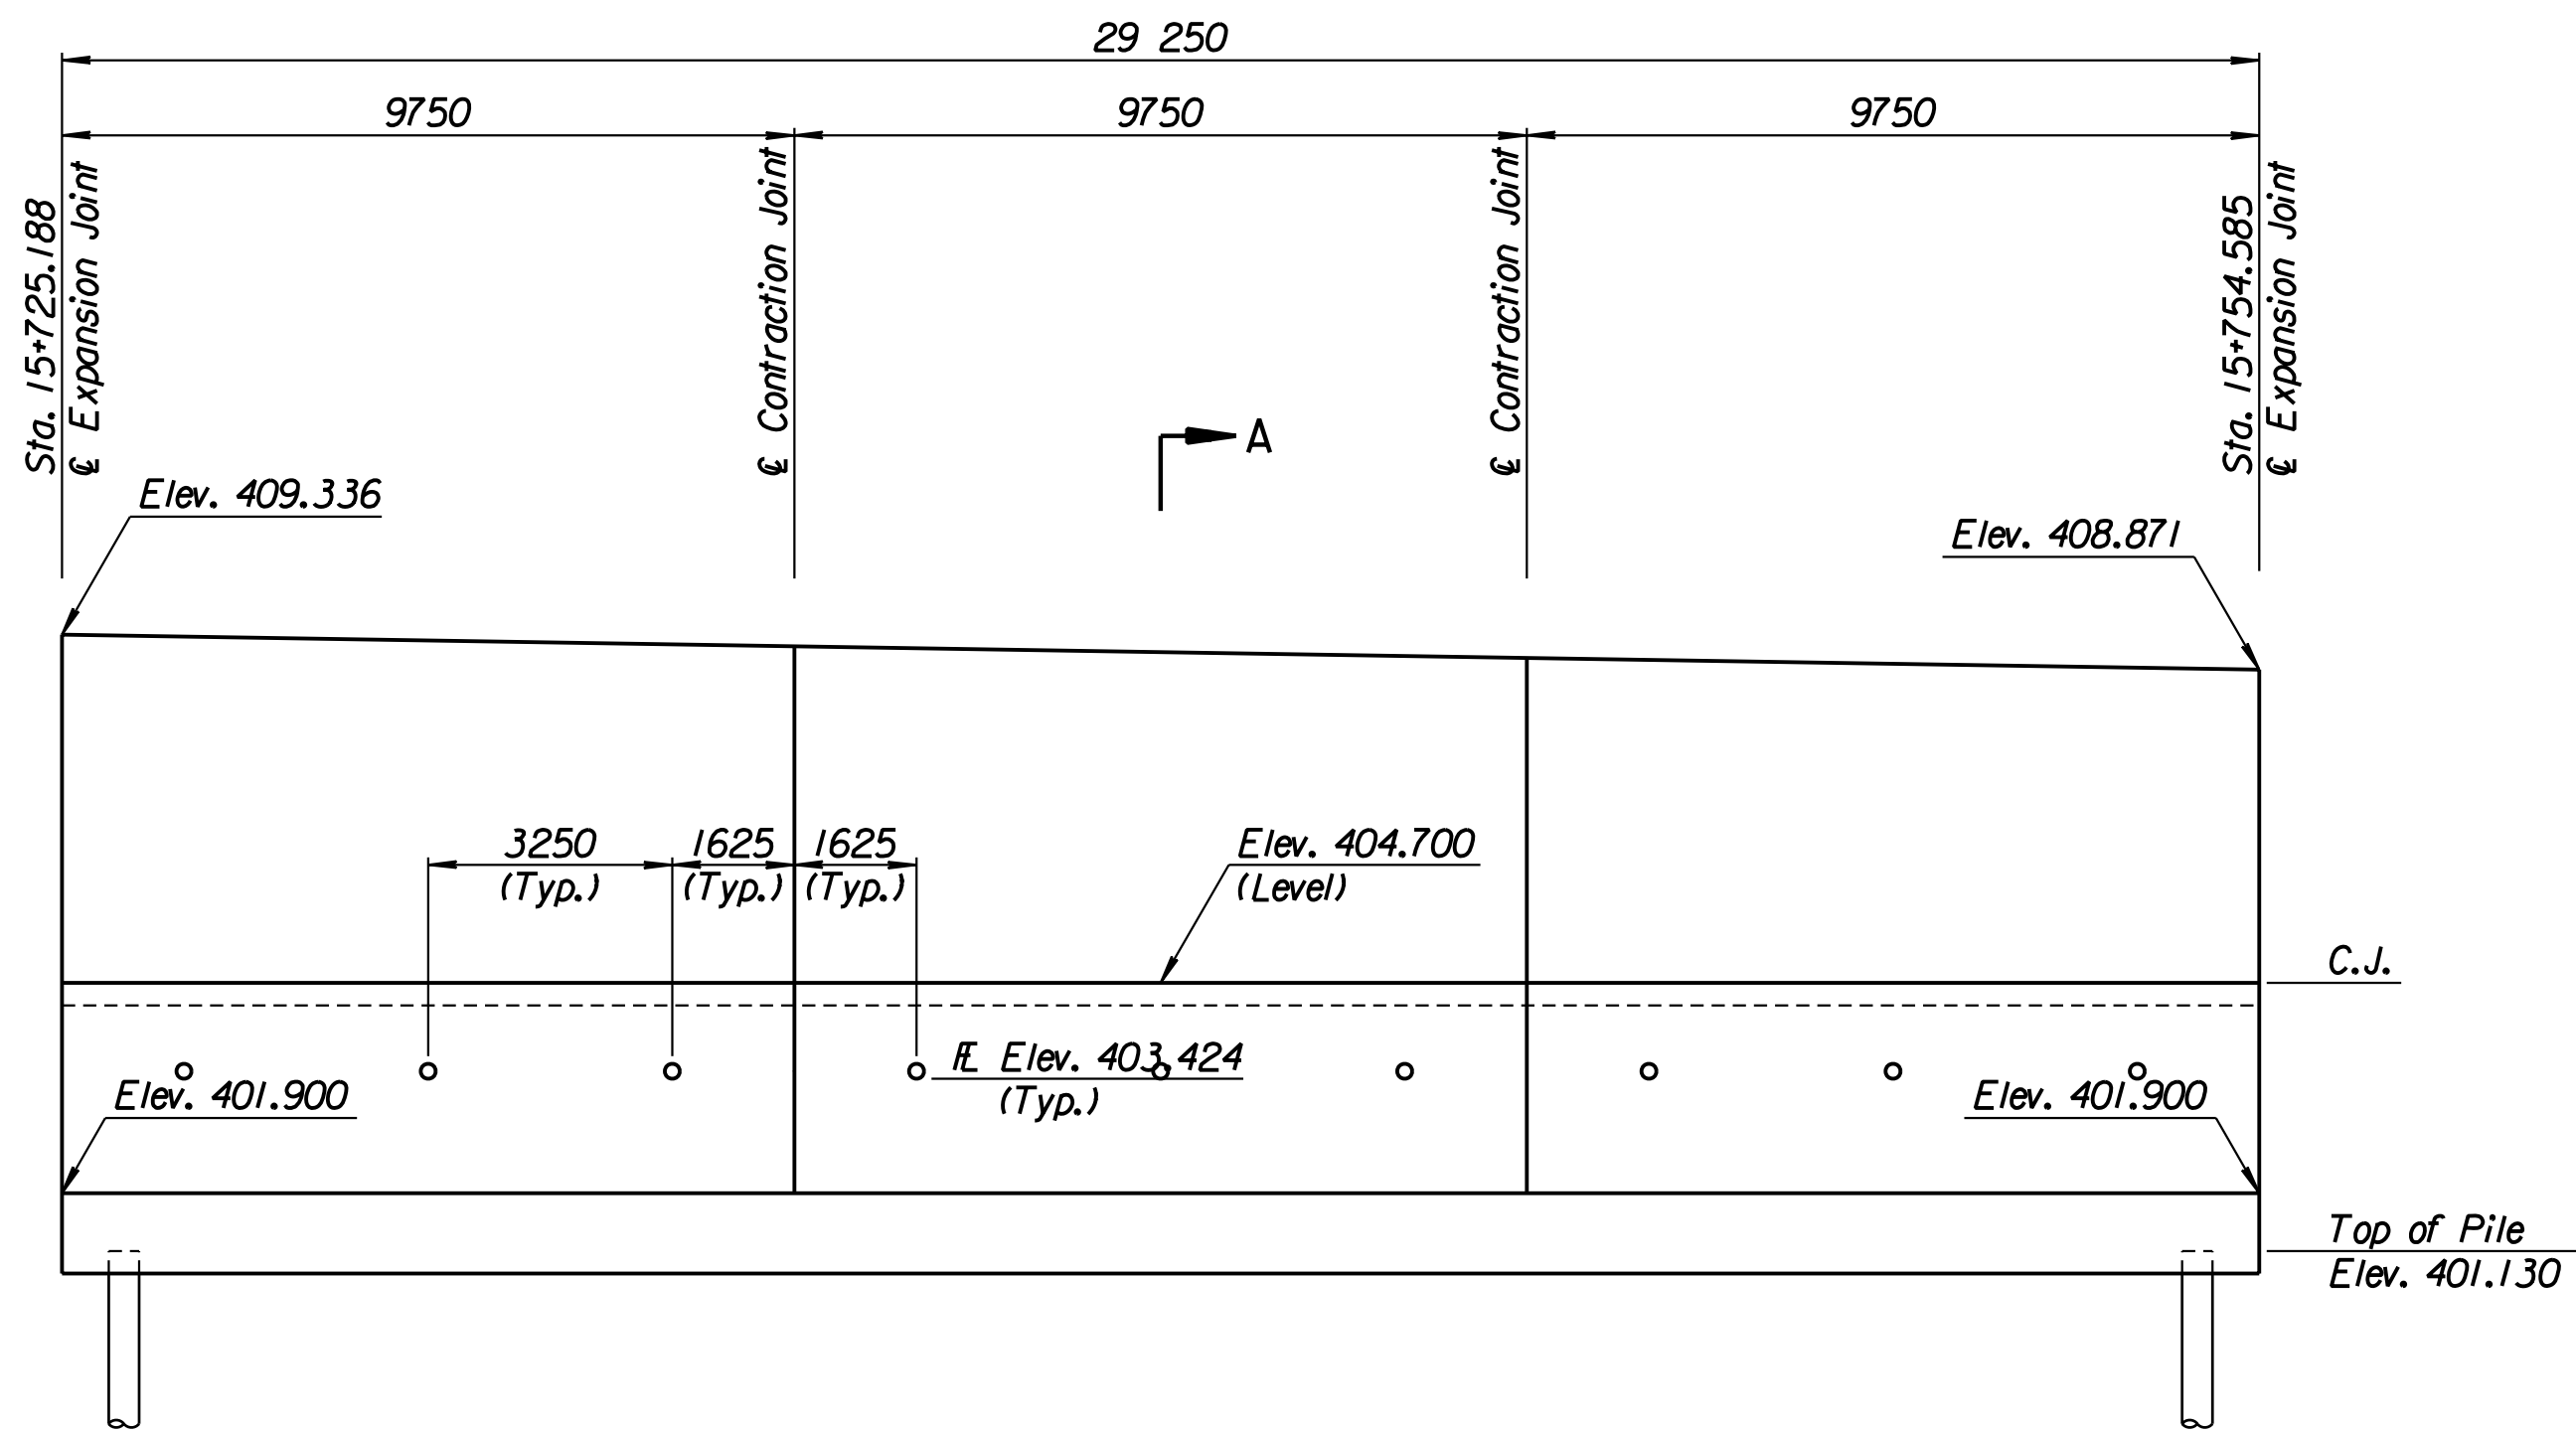 29 250
9750
9750
9750
Sta. 15+725.188
℄ Expansion Joint
℄ Contraction Joint
℄ Contraction Joint
Sta. 15+754.585
℄ Expansion Joint
A
Elev. 409.336
Elev. 408.871
3250
(Typ.)
1625
(Typ.)
1625
(Typ.)
Elev. 404.700
(Level)
C.J.
Elev. 403.424
(Typ.)
Elev. 401.900
Elev. 401.900
Top of Pile
Elev. 401.130